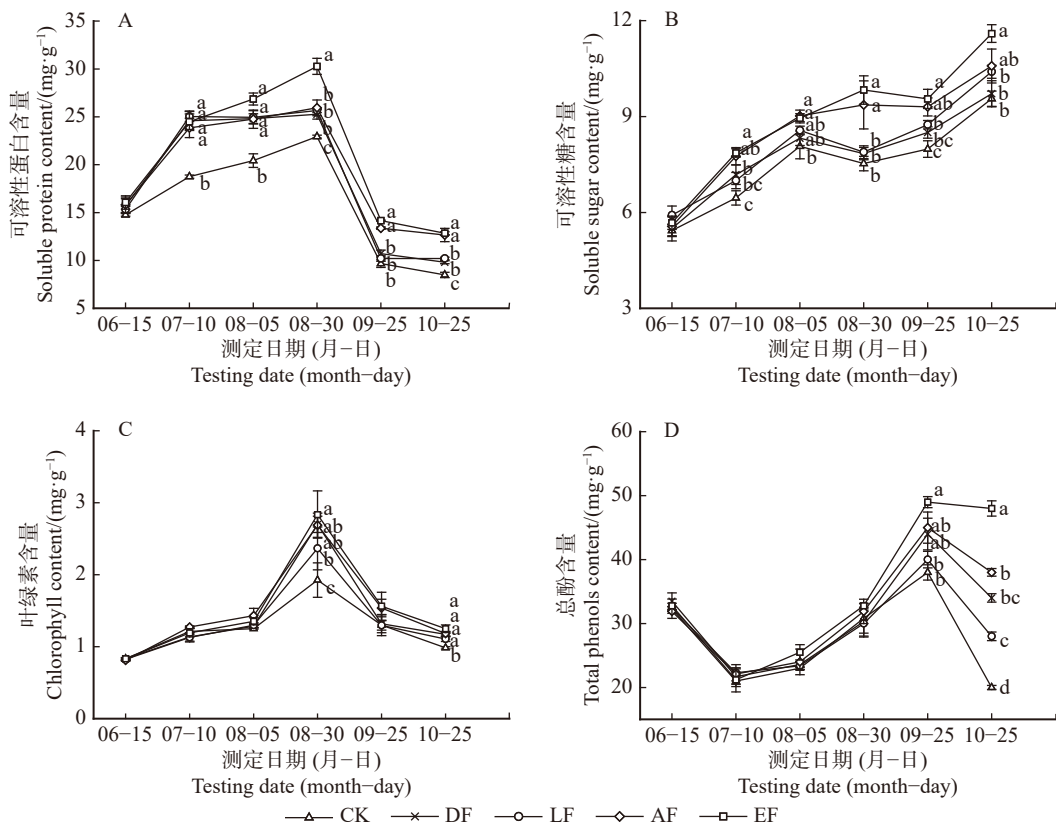 A
可溶性蛋白含量
Soluble protein content/(mg·g⁻¹)
35
30
25
20
15
10
5
a
a
a
a
a
a
a
b
b
b
b
a
a
a
b
b
b
c
a
a
b
b
b
a
a
b
b
c
06−15 07−10 08−05 08−30 09−25 10−25
测定日期 (月−日)
Testing date (month−day)
B
可溶性糖含量
Soluble sugar content/(mg·g⁻¹)
12
9
6
3
a
ab
b
bc
c
a
a
ab
ab
b
a
a
b
b
b
a
ab
b
bc
c
a
ab
b
b
b
06−15 07−10 08−05 08−30 09−25 10−25
测定日期 (月−日)
Testing date (month−day)
C
叶绿素含量
Chlorophyll content/(mg·g⁻¹)
4
3
2
1
0
a
ab
ab
b
c
a
a
a
b
06−15 07−10 08−05 08−30 09−25 10−25
测定日期 (月−日)
Testing date (month−day)
D
总酚含量
Total phenols content/(mg·g⁻¹)
60
50
40
30
20
a
ab
ab
b
b
a
b
bc
c
d
06−15 07−10 08−05 08−30 09−25 10−25
测定日期 (月−日)
Testing date (month−day)
CK DF LF AF EF